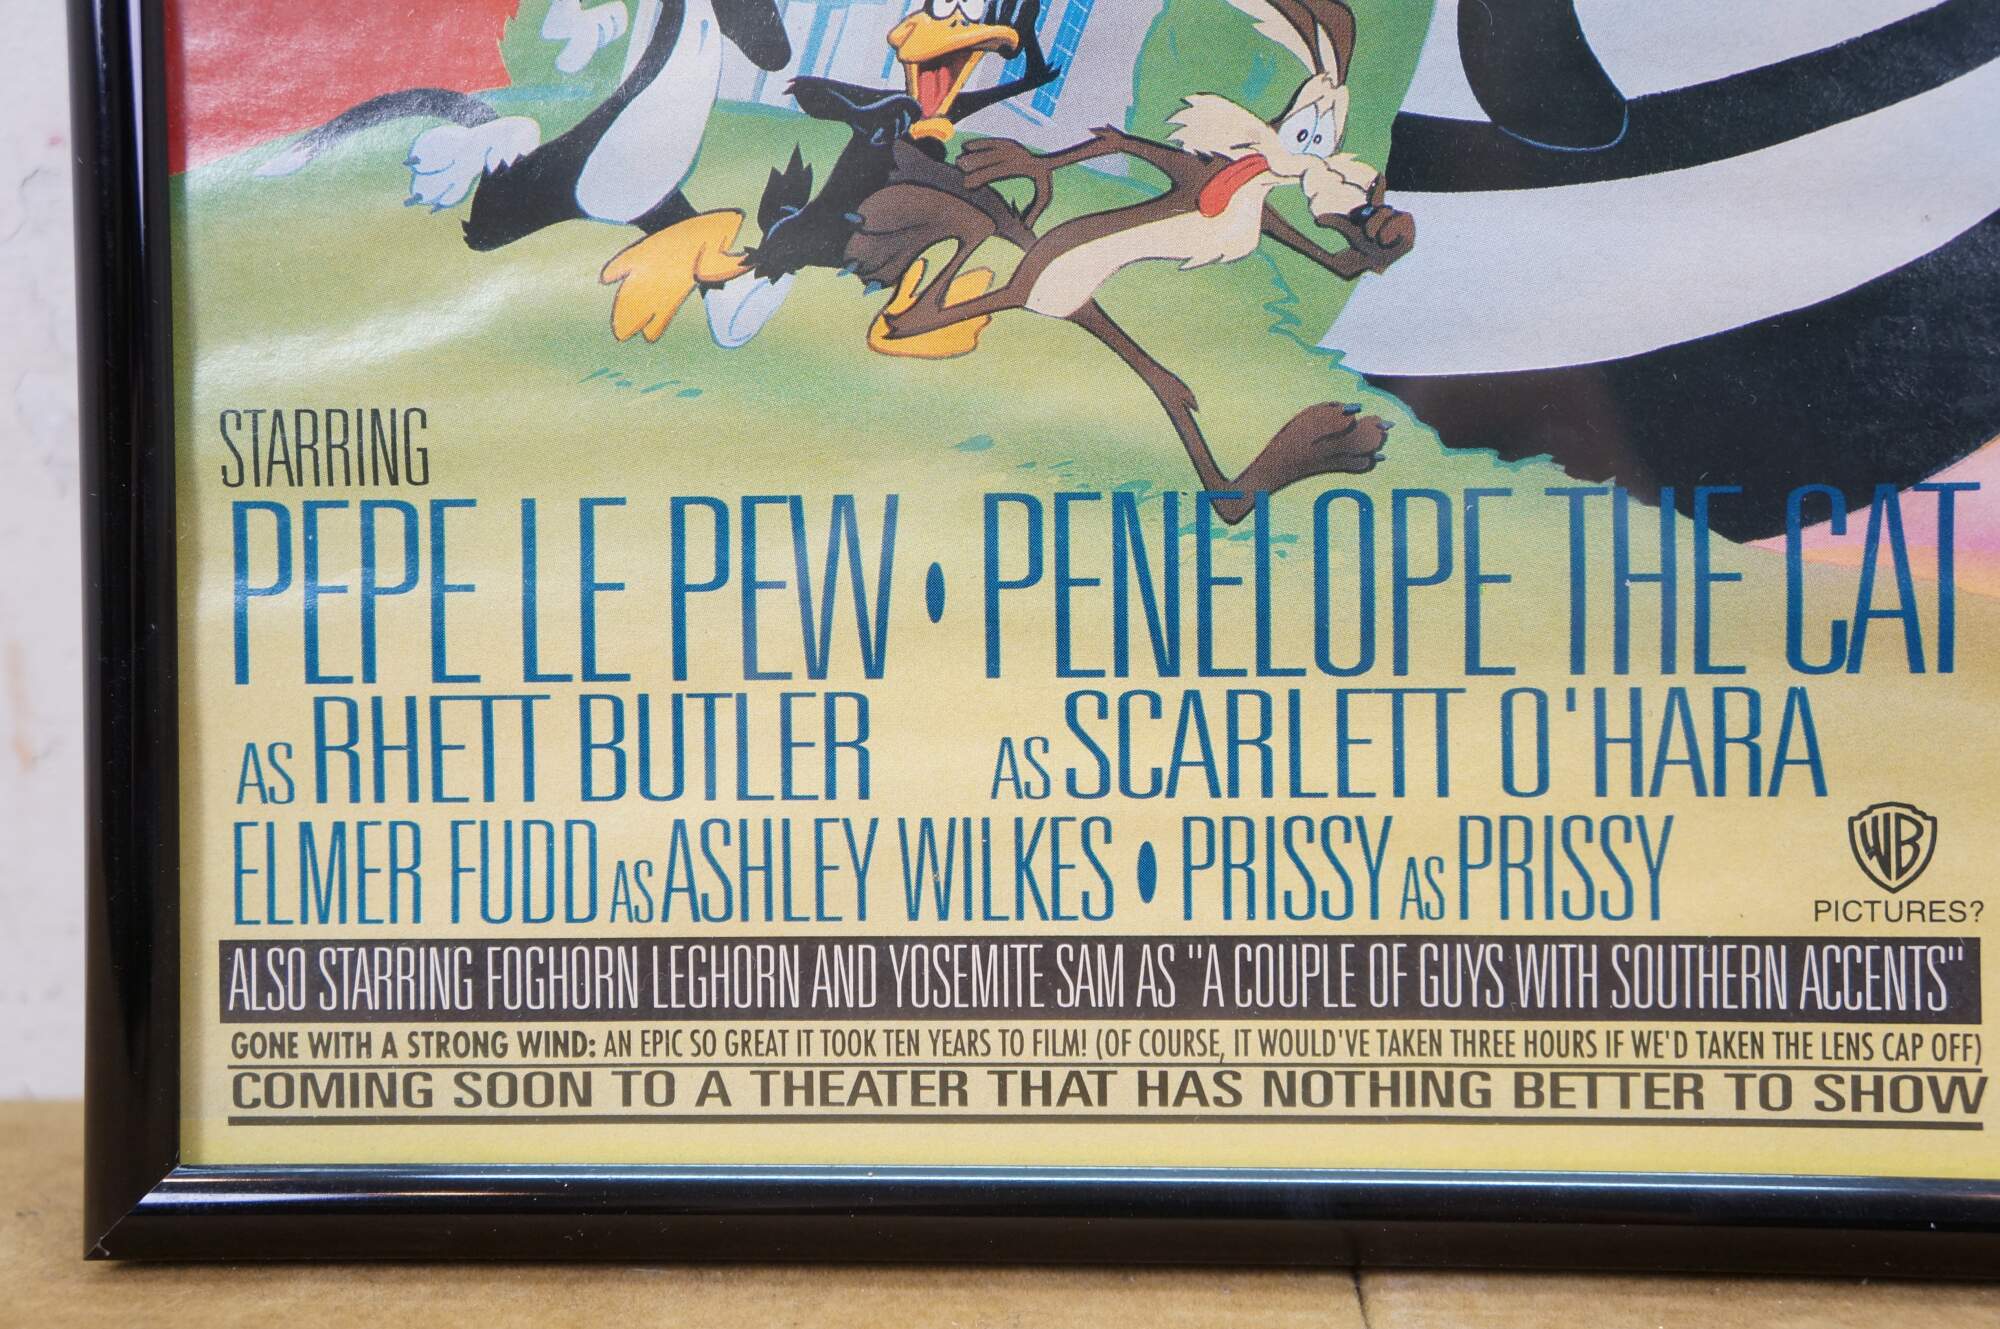 STARRING
PEPE LE PEW • PENELOPE THE CAT
AS RHETT BUTLER AS SCARLETT O'HARA
ELMER FUDD AS ASHLEY WILKES • PRISSY AS PRISSY
WB
PICTURES?
ALSO STARRING FOGHORN LEGHORN AND YOSEMITE SAM AS "A COUPLE OF GUYS WITH SOUTHERN ACCENTS"
GONE WITH A STRONG WIND: AN EPIC SO GREAT IT TOOK TEN YEARS TO FILM! (OF COURSE, IT WOULD'VE TAKEN THREE HOURS IF WE'D TAKEN THE LENS CAP OFF)
COMING SOON TO A THEATER THAT HAS NOTHING BETTER TO SHOW